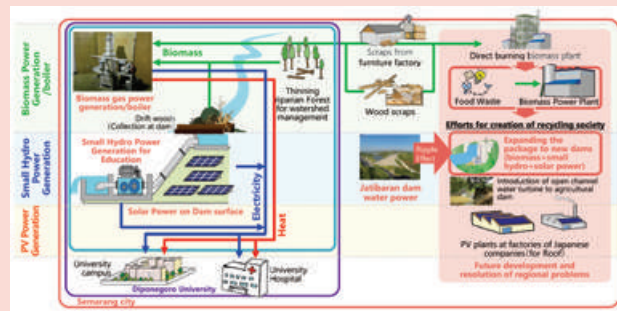 Biomass Power
Generation
/boiler
Small Hydro
Power
Generation
PV Power
Generation
Biomass
Biomass gas power
generation/boiler
Drift wood
(Collection at dam)
Thinning
riparian Forest
for watershed
management
Small Hydro Power
Generation for
Education
Solar Power on Dam surface
Electricity
Heat
University
campus
Diponegoro University
University
Hospital
Semarang city
Scraps from
furniture factory
Wood scraps
Jatibaran dam
water power
Ripple
Effect
Direct burning biomass plant
Food Waste
Biomass Power Plant
Efforts for creation of recycling society
Expanding the
package to new dams
(biomass+small
hydro+solar power)
Introduction of open channel
water turbine to agricultural
dam
PV plants at factories of Japanese
companies (for Roof)
Future development and
resolution of regional problems